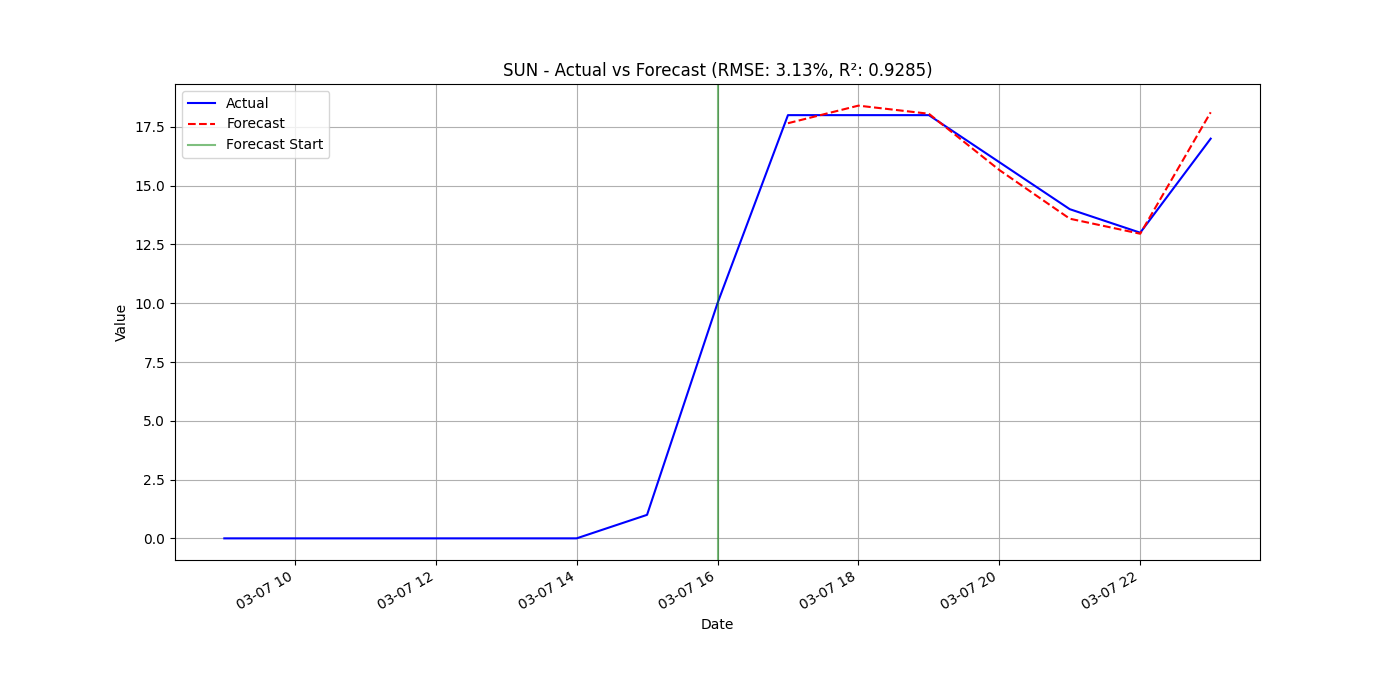 SUN - Actual vs Forecast (RMSE: 3.13%, R²: 0.9285)
Actual
Forecast
Forecast Start
Value
17.5
15.0
12.5
10.0
7.5
5.0
2.5
0.0
03-07 10
03-07 12
03-07 14
03-07 16
03-07 18
03-07 20
03-07 22
Date